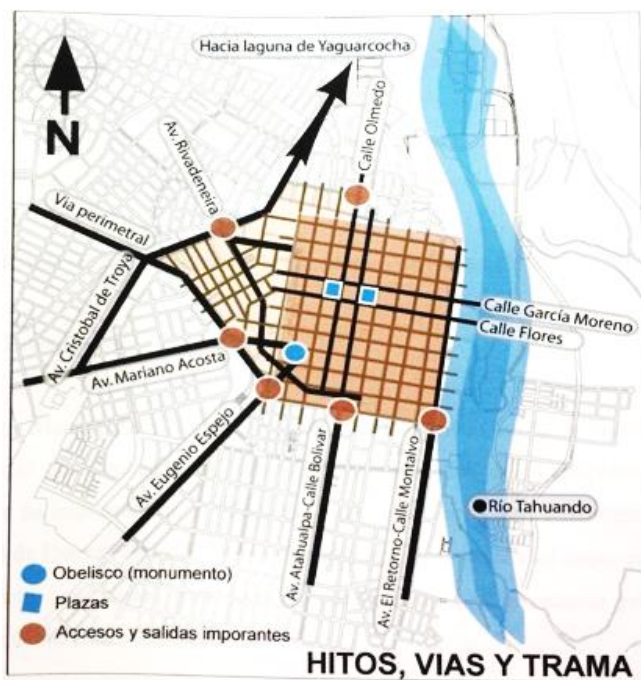 Hacia laguna de Yaguarcocha
N
Av. Rivadeneira
Calle Olmedo
Via perimetral
Av. Cristobal de Troya
Calle García Moreno
Calle Flores
Av. Mariano Acosta
Av. Eugenio Espejo
Av. Atahualpa-Calle Bolivar
Av. El Retorno-Calle Montalvo
Río Tahuando
Obelisco (monumento)
Plazas
Accesos y salidas imporantes
HITOS, VIAS Y TRAMA